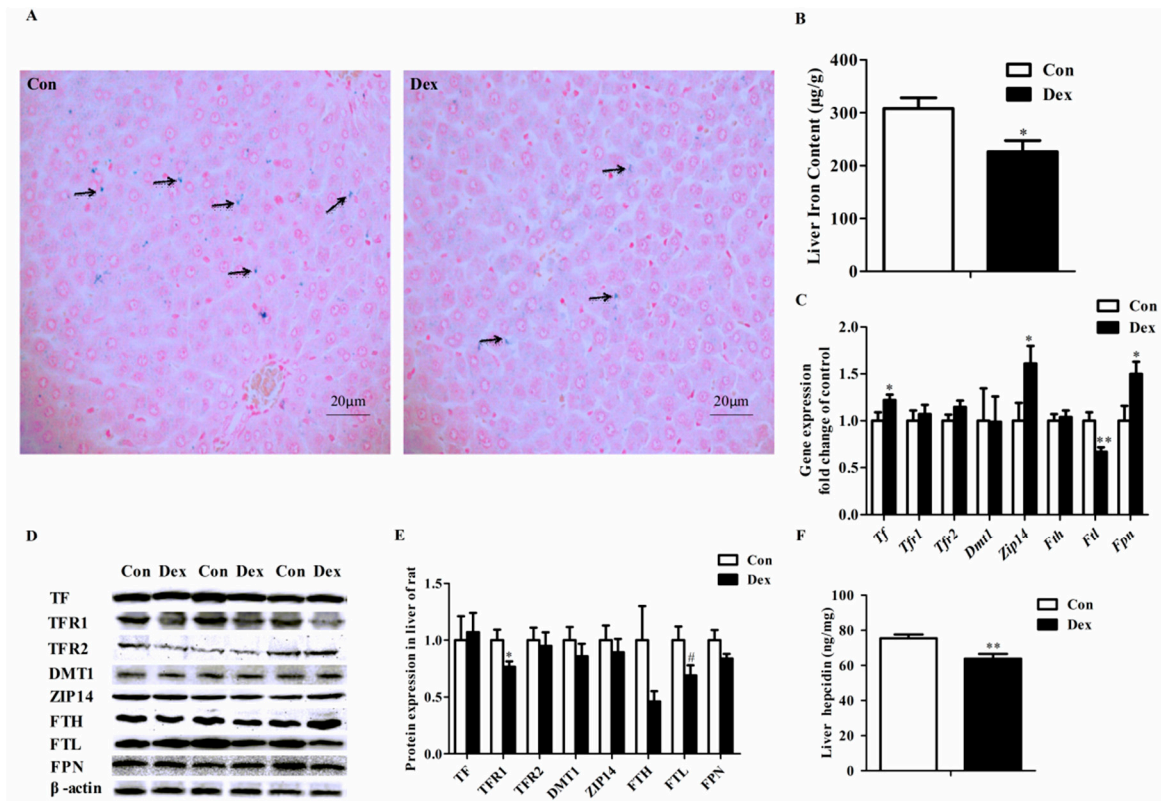 A
Con
20μm
Dex
20μm
B
Liver Iron Content (μg/g)
400
300
200
100
0
Con
Dex
*
C
Gene expression
fold change of control
2.0
1.5
1.0
0.5
0.0
Con
Dex
*
*
**
*
Tf
Tfr1
Tfr2
Dmt1
Zip14
Fth
Ftl
Fpn
D
Con Dex Con Dex Con Dex
TF
TFR1
TFR2
DMT1
ZIP14
FTH
FTL
FPN
β-actin
E
Protein expression in liver of rat
1.5
1.0
0.5
0.0
Con
Dex
*
#
TF
TFR1
TFR2
DMT1
ZIP14
FTH
FTL
FPN
F
Liver hepcidin (ng/mg)
100
80
60
40
20
0
Con
Dex
**